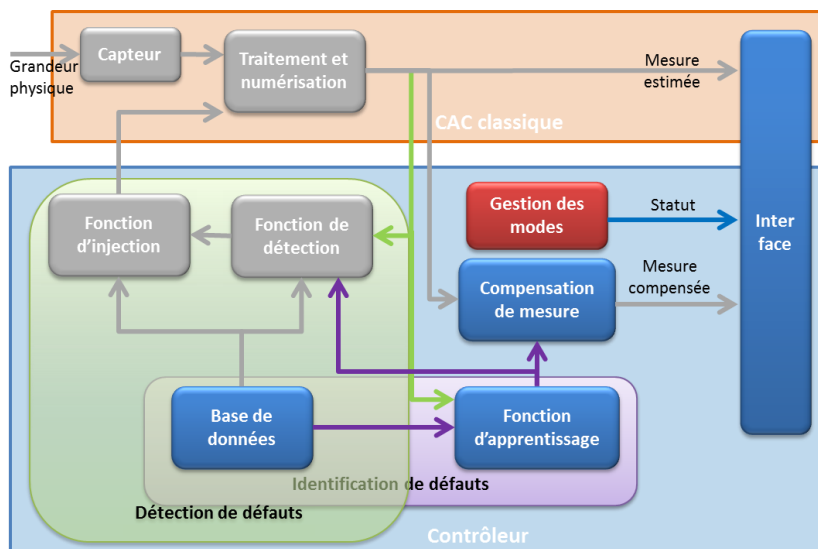 Grandeur
physique
Capteur
Traitement et
numérisation
Mesure
estimée
CAC classique
Fonction
d'injection
Fonction de
détection
Gestion des
modes
Statut
Inter
face
Compensation
de mesure
Mesure
compensée
Base de
données
Fonction
d'apprentissage
Identification de défauts
Détection de défauts
Contrôleur